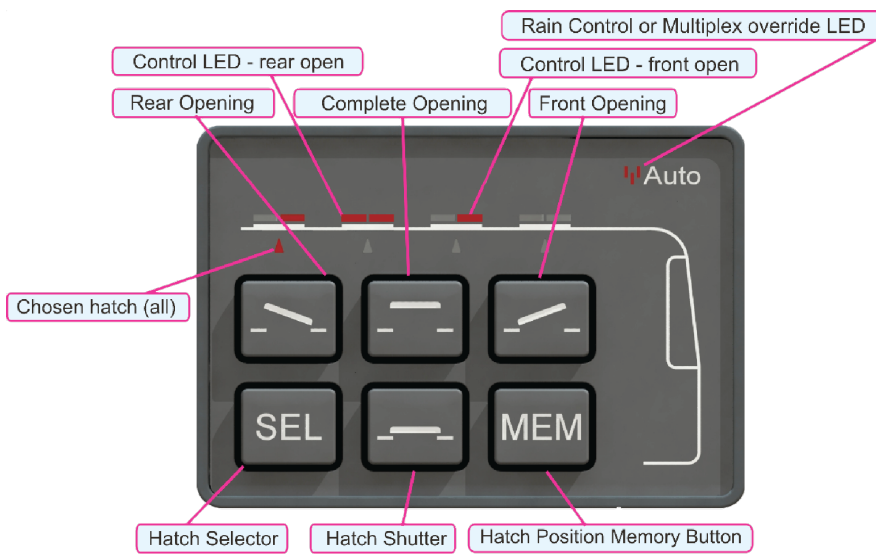 Rain Control or Multiplex override LED
Control LED - rear open
Control LED - front open
Rear Opening
Complete Opening
Front Opening
Auto
Chosen hatch (all)
SEL
MEM
Hatch Selector
Hatch Shutter
Hatch Position Memory Button